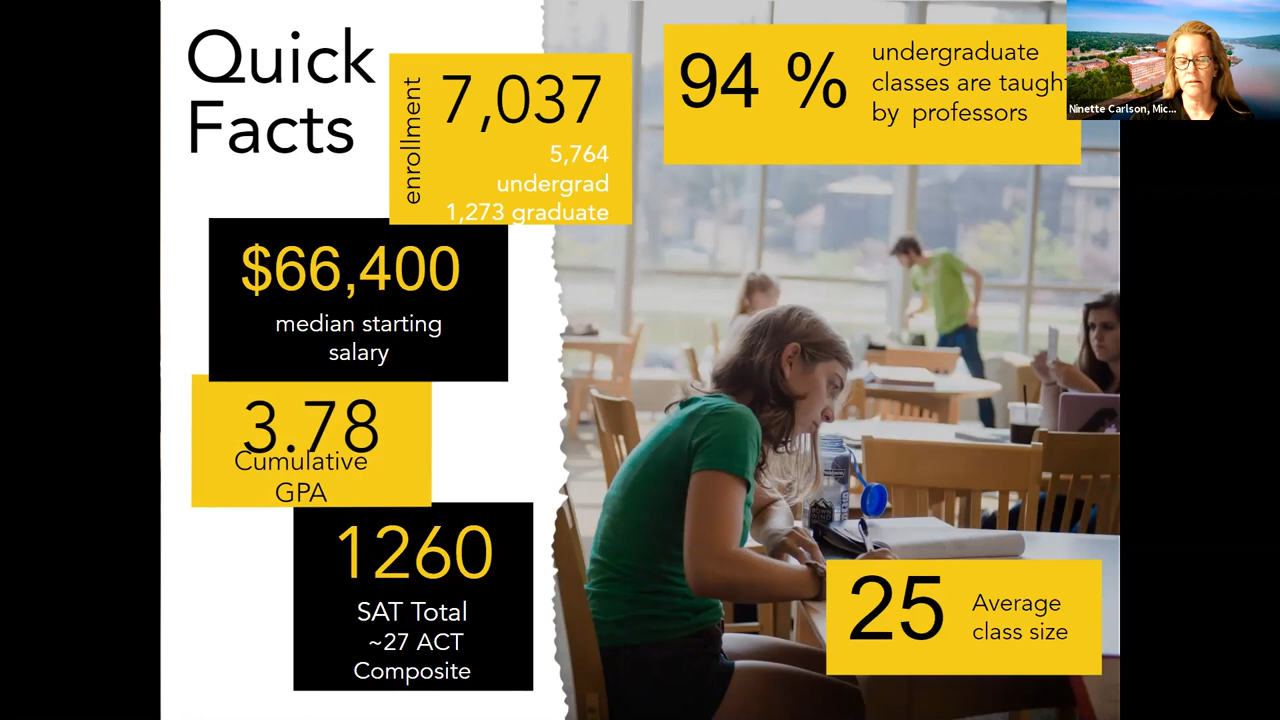 Quick
Facts
enrollment
7,037
5,764
undergrad
1,273 graduate
94 %
undergraduate
classes are taugh
by professors
Ninette Carlson, Mic...
$66,400
median starting
salary
3.78
Cumulative
GPA
1260
SAT Total
~27 ACT
Composite
25
Average
class size